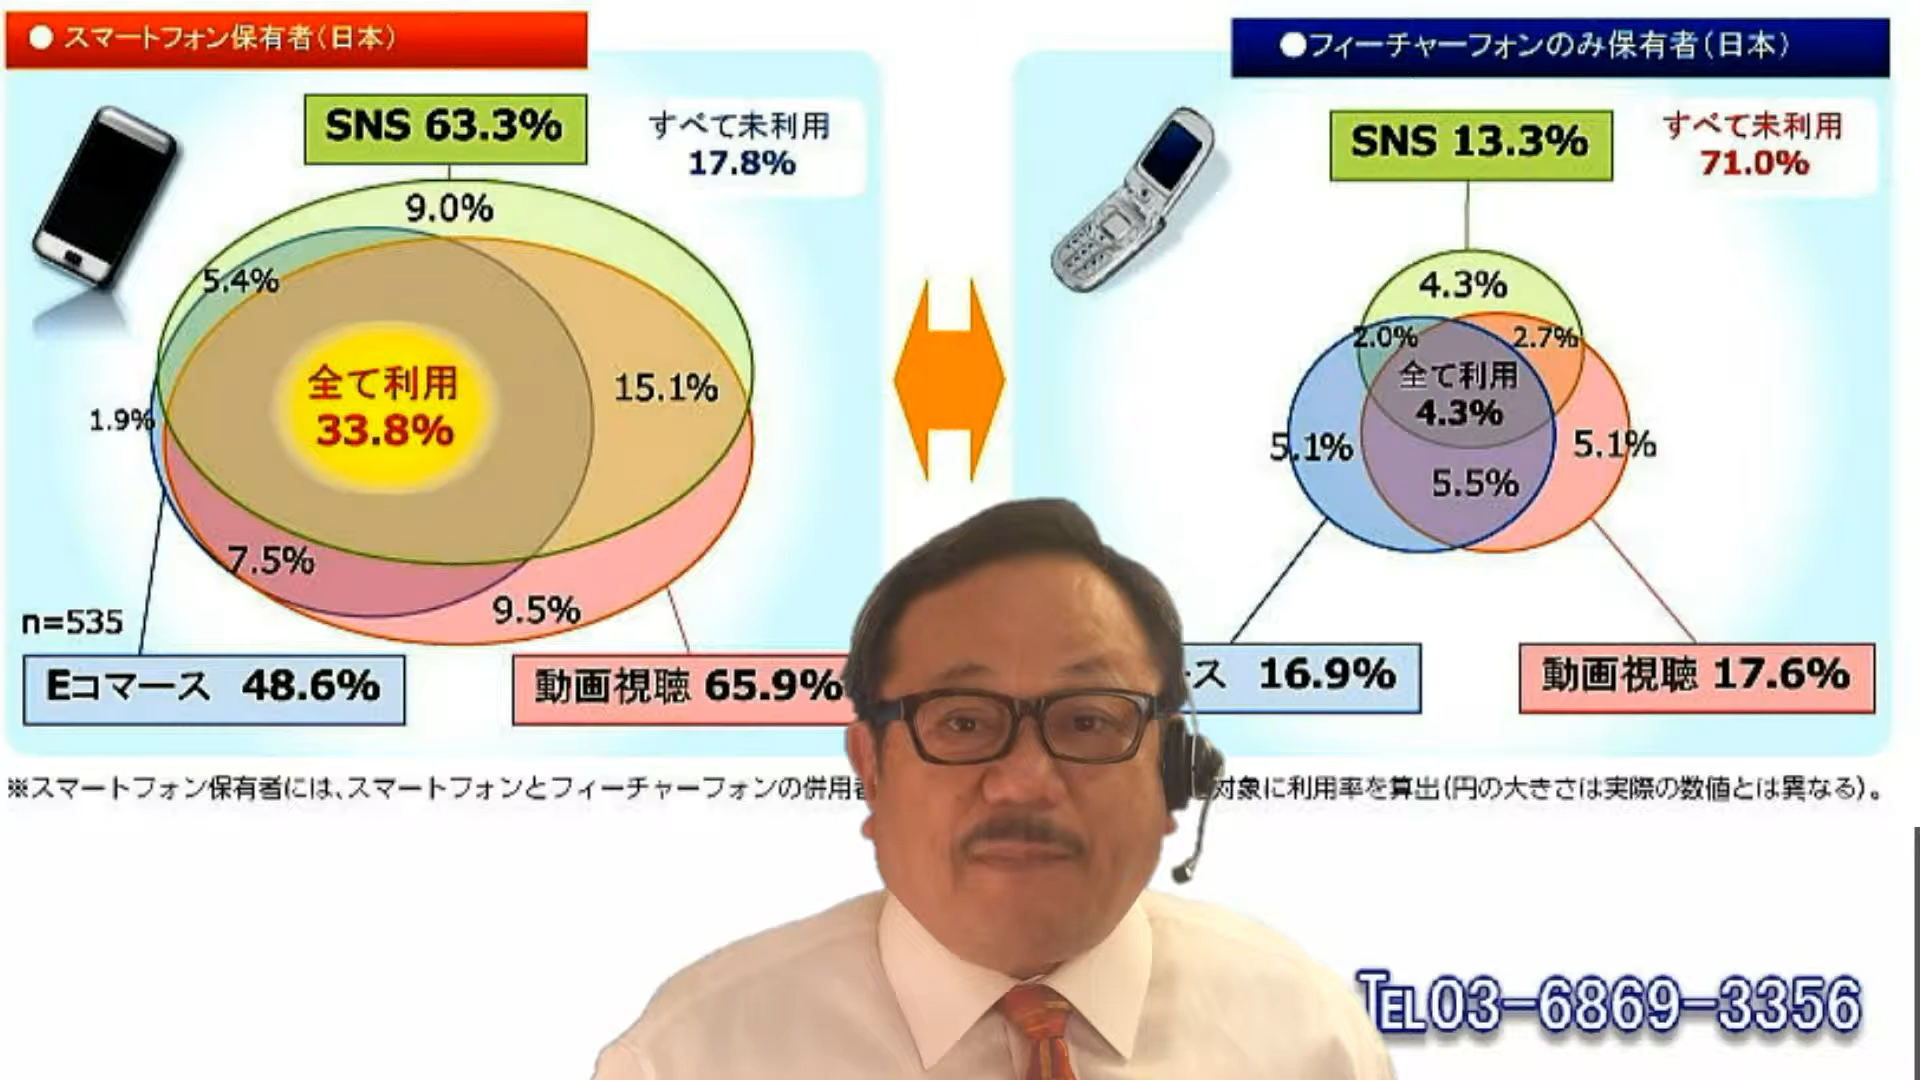 ●スマートフォン保有者（日本）
SNS 63.3%
すべて未利用
17.8%
9.0%
5.4%
全て利用
33.8%
15.1%
1.9%
7.5%
9.5%
n=535
Eコマース 48.6%
動画視聴 65.9%
●フィーチャーフォンのみ保有者（日本）
SNS 13.3%
すべて未利用
71.0%
4.3%
2.0%
2.7%
全て利用
4.3%
5.1%
5.1%
5.5%
ース 16.9%
動画視聴 17.6%
※スマートフォン保有者には、スマートフォンとフィーチャーフォンの併用 対象に利用率を算出（円の大きさは実際の数値とは異なる）。
TEL03-6869-3356